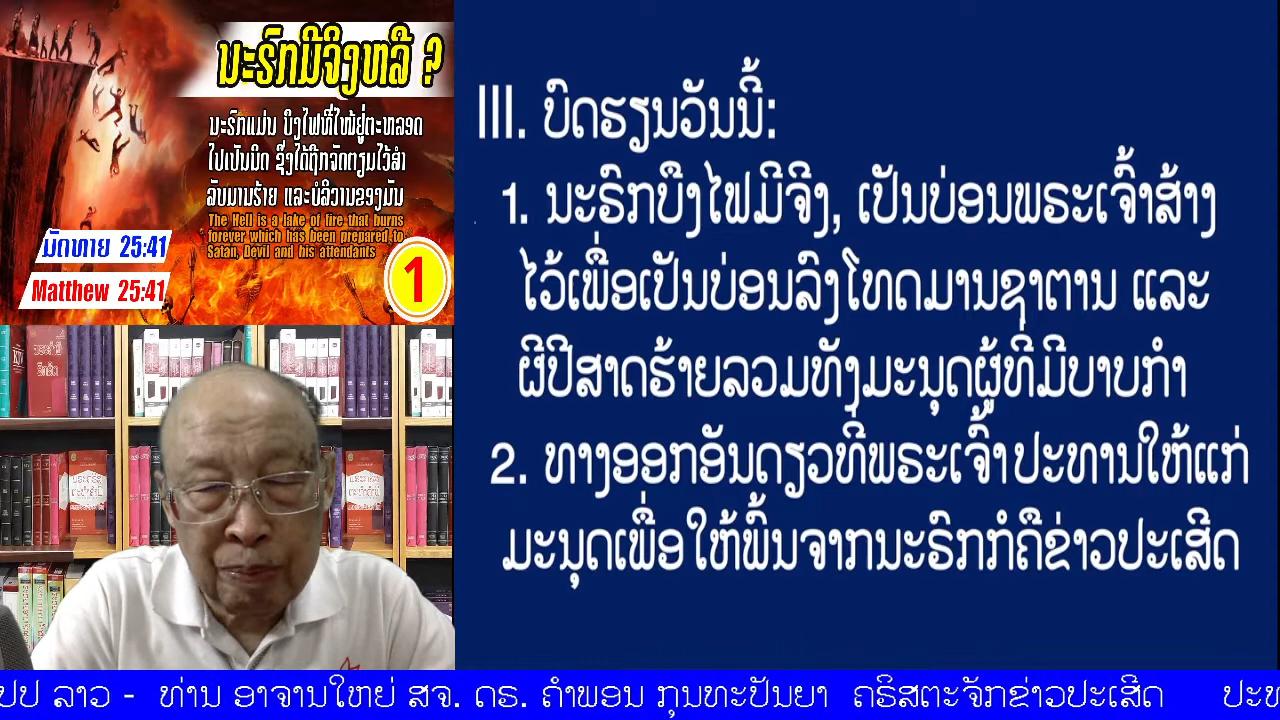 ນະຣົກມີຈິງຫລື ?
ນະຣົກແມ່ນ ບຶງໄຟທີ່ໄໝ້ຢູ່ຕະຫລອດ
ໄປເປັນນິດ ຊຶ່ງໄດ້ຖືກຈັດຕຽມໄວ້ສຳ
ລັບມານຮ້າຍ ແລະບໍລິວານຂອງມັນ
The Hell is a lake of fire that burns
forever which has been prepared to
Satan, Devil and his attendants
ມັດທາຍ 25:41
Matthew 25:41
1
III. ບົດຮຽນວັນນີ້:
1. ນະຣົກບຶງໄຟມີຈິງ, ເປັນບ່ອນພຣະເຈົ້າສ້າງ
ໄວ້ເພື່ອເປັນບ່ອນລົງໂທດມານຊາຕານ ແລະ
ຜີປີສາດຮ້າຍລວມທັງມະນຸດຜູ້ທີ່ມີບາບກຳ
2. ທາງອອກອັນດຽວທີ່ພຣະເຈົ້າປະທານໃຫ້ແກ່
ມະນຸດເພື່ອໃຫ້ພົ້ນຈາກນະຣົກກໍຄືຂ່າວປະເສີດ
ປປ ລາວ - ທ່ານ ອາຈານໃຫຍ່ ສຈ. ດຣ. ຄຳພອນ ກຸນທະປັນຍາ ຄຣິສຕະຈັກຂ່າວປະເສີດ